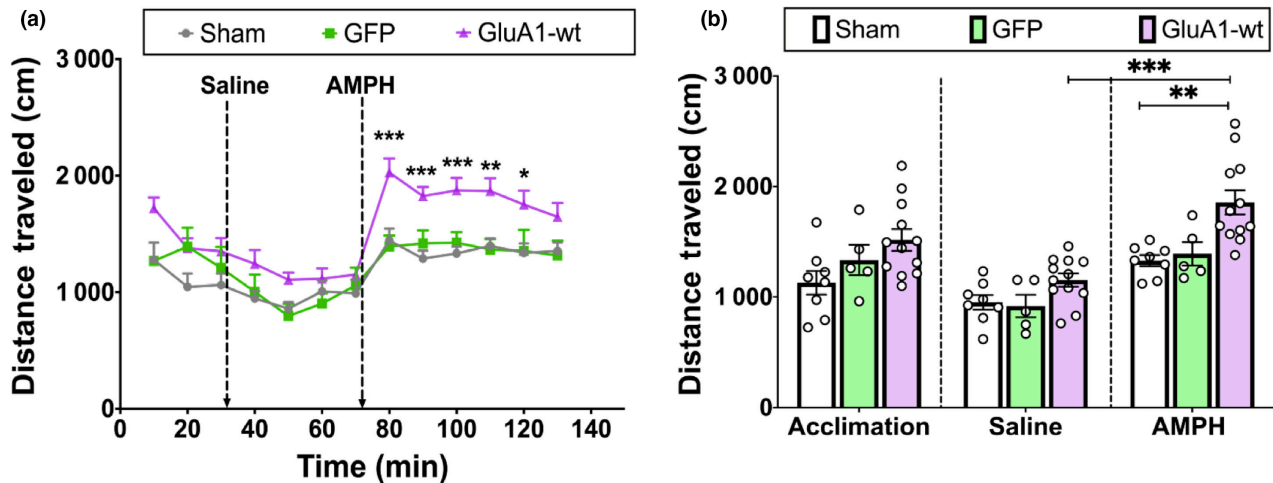 (a)
Sham GFP GluA1-wt
Distance traveled (cm)
3 000
2 000
1 000
0
Saline AMPH
*** *** *** ** *
0 20 40 60 80 100 120 140
Time (min)
(b)
Sham GFP GluA1-wt
Distance traveled (cm)
3 000
2 000
1 000
0
***
**
Acclimation Saline AMPH